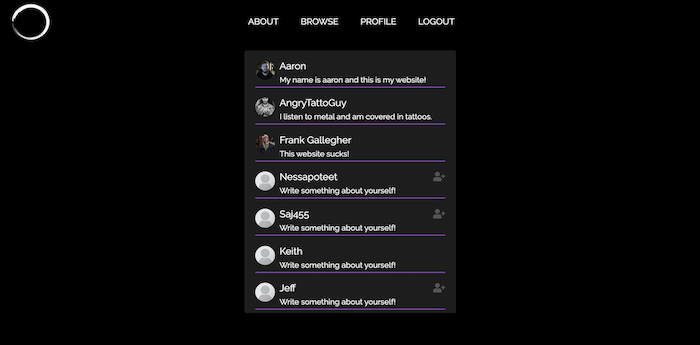 ABOUT BROWSE PROFILE LOGOUT
Aaron
My name is aaron and this is my website!
AngryTattoGuy
I listen to metal and am covered in tattoos.
Frank Gallegher
This website sucks!
Nessapoteet
Write something about yourself!
Saj455
Write something about yourself!
Keith
Write something about yourself!
Jeff
Write something about yourself!